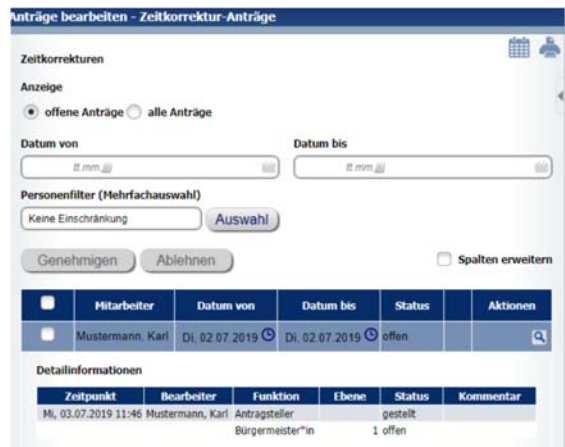 Anträge bearbeiten - Zeitkorrektur-Anträge
Zeitkorrekturen
Anzeige
offene Anträge alle Anträge
Datum von Datum bis
tt.mm.jjjj tt.mm.jjjj
Personenfilter (Mehrfachauswahl)
Keine Einschränkung Auswahl
Genehmigen Ablehnen Spalten erweitern
Mitarbeiter Datum von Datum bis Status Aktionen
Mustermann, Karl Di, 02.07.2019 Di, 02.07.2019 offen
Detailinformationen
Zeitpunkt Bearbeiter Funktion Ebene Status Kommentar
Mi, 03.07.2019 11:46 Mustermann, Karl Antragsteller gestellt
Bürgermeister*in 1 offen